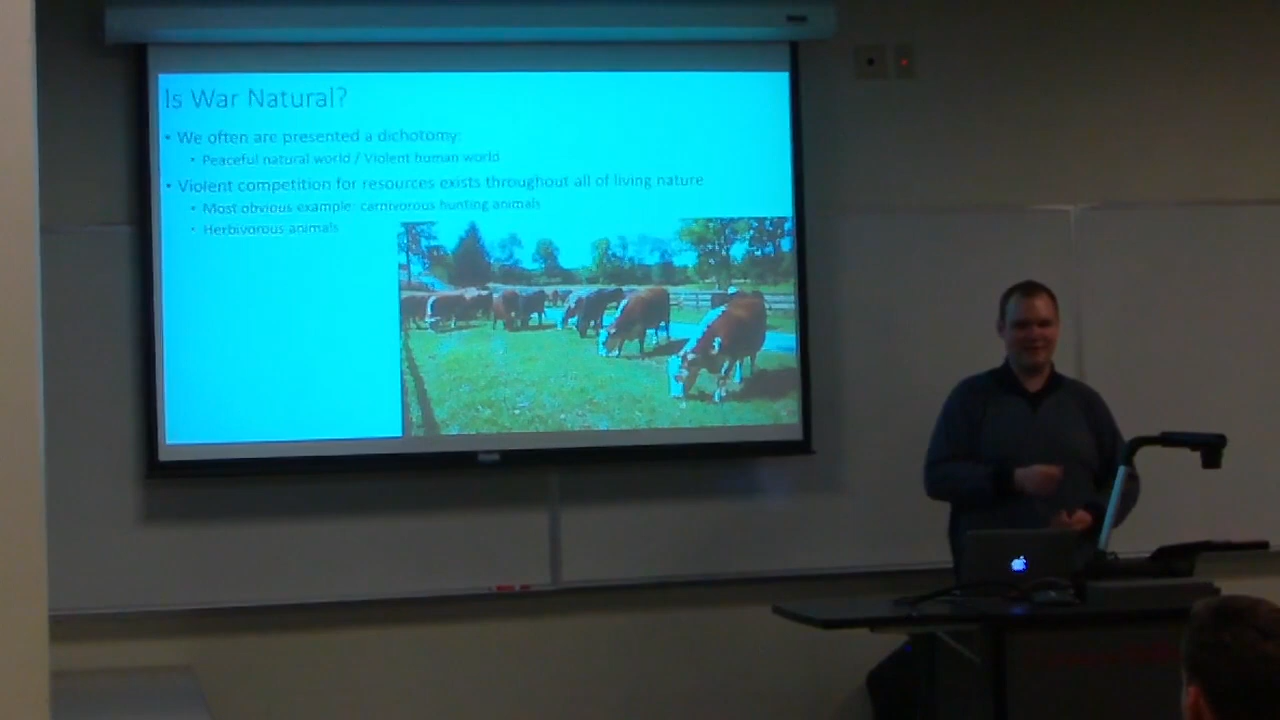 Is War Natural?
• We often are presented a dichotomy:
• Peaceful natural world / Violent human world
• Violent competition for resources exists throughout all of living nature
• Most obvious example: carnivorous hunting animals
• Herbivorous animals